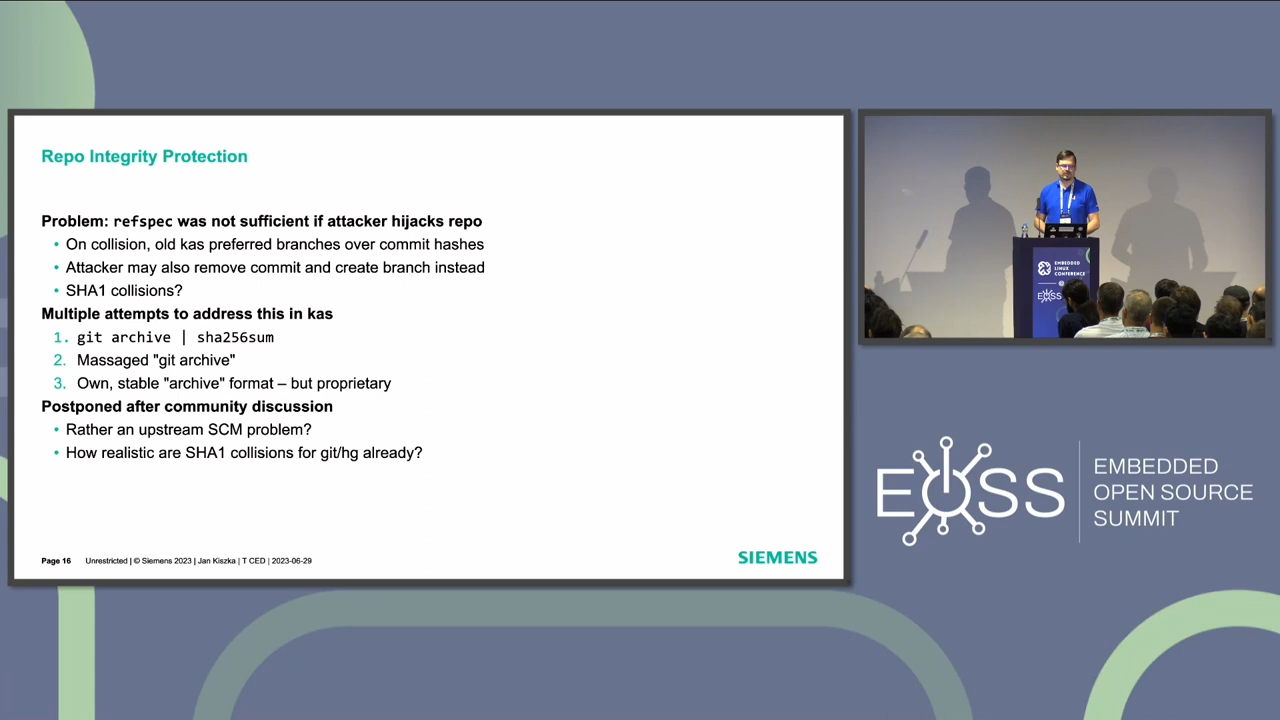 Repo Integrity Protection
Problem: refspec was not sufficient if attacker hijacks repo
• On collision, old kas preferred branches over commit hashes
• Attacker may also remove commit and create branch instead
• SHA1 collisions?
Multiple attempts to address this in kas
1. git archive | sha256sum
2. Massaged "git archive"
3. Own, stable "archive" format – but proprietary
Postponed after community discussion
• Rather an upstream SCM problem?
• How realistic are SHA1 collisions for git/hg already?
Page 16 Unrestricted | © Siemens 2023 | Jan Kiszka | T CED | 2023-06-29
SIEMENS
EMBEDDED
LINUX
CONFERENCE
EOSS
EOSS
EMBEDDED
OPEN SOURCE
SUMMIT